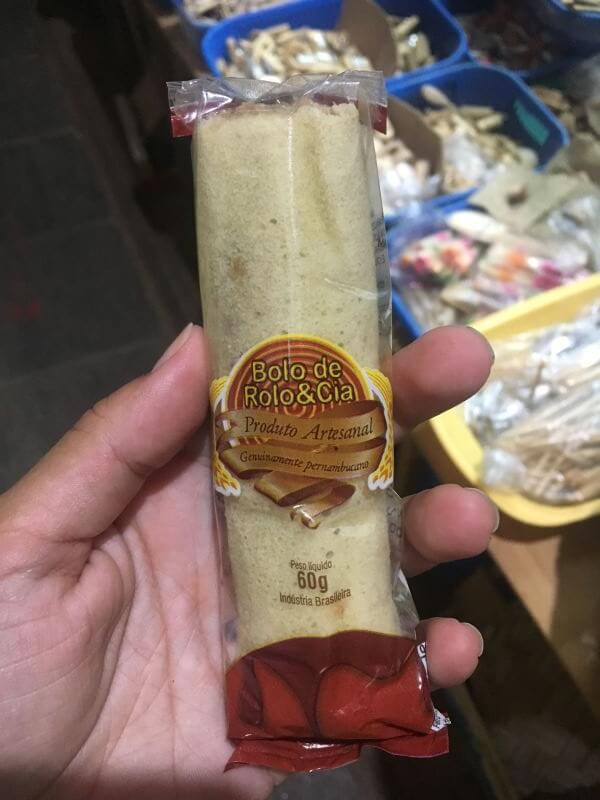 Bolo de
Rolo&Cia
Produto Artesanal
Genuinamente pernambucano
Peso líquido
60g
Indústria Brasileira